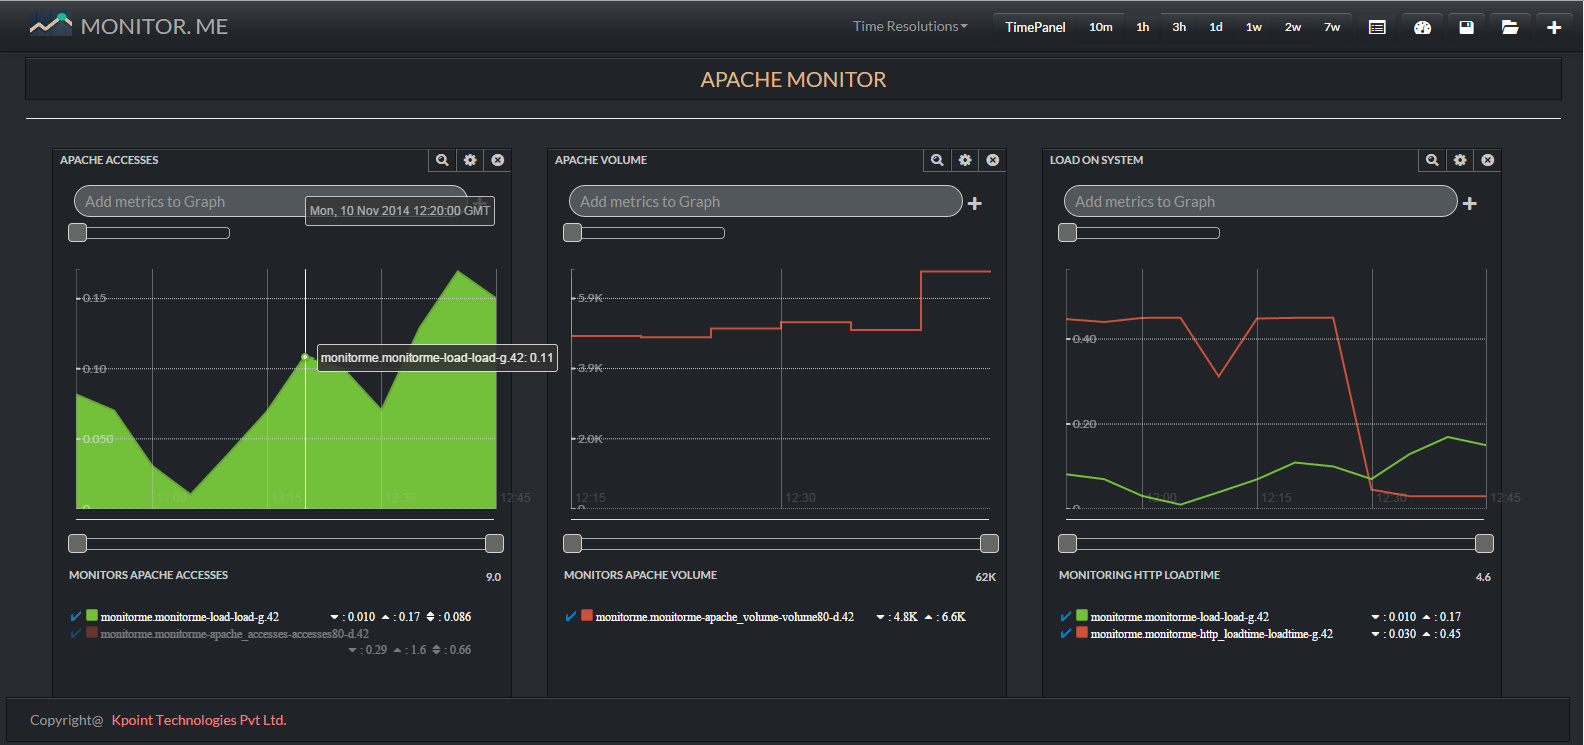 MONITOR. ME
Time Resolutions
TimePanel 10m 1h 3h 1d 1w 2w 7w
APACHE MONITOR
APACHE ACCESSES
Add metrics to Graph
Mon, 10 Nov 2014 12:20:00 GMT
0.15
monitorme.monitorme-load-load-g.42: 0.11
0.10
0.050
0
12:00 12:15 12:30 12:45
MONITORS APACHE ACCESSES 9.0
monitorme.monitorme-load-load-g.42 : 0.010 : 0.17 : 0.086
monitorme.monitorme-apache_accesses-accesses80-d.42
: 0.29 : 1.6 : 0.66
APACHE VOLUME
Add metrics to Graph
5.9K
3.9K
2.0K
0
12:15 12:30
MONITORS APACHE VOLUME 62K
monitorme.monitorme-apache_volume-volume80-d.42 : 4.8K : 6.6K
LOAD ON SYSTEM
Add metrics to Graph
0.40
0.20
0
12:00 12:15 12:30 12:45
MONITORING HTTP LOADTIME 4.6
monitorme.monitorme-load-load-g.42 : 0.010 : 0.17
monitorme.monitorme-http_loadtime-loadtime-g.42 : 0.030 : 0.45
Copyright@ Kpoint Technologies Pvt Ltd.